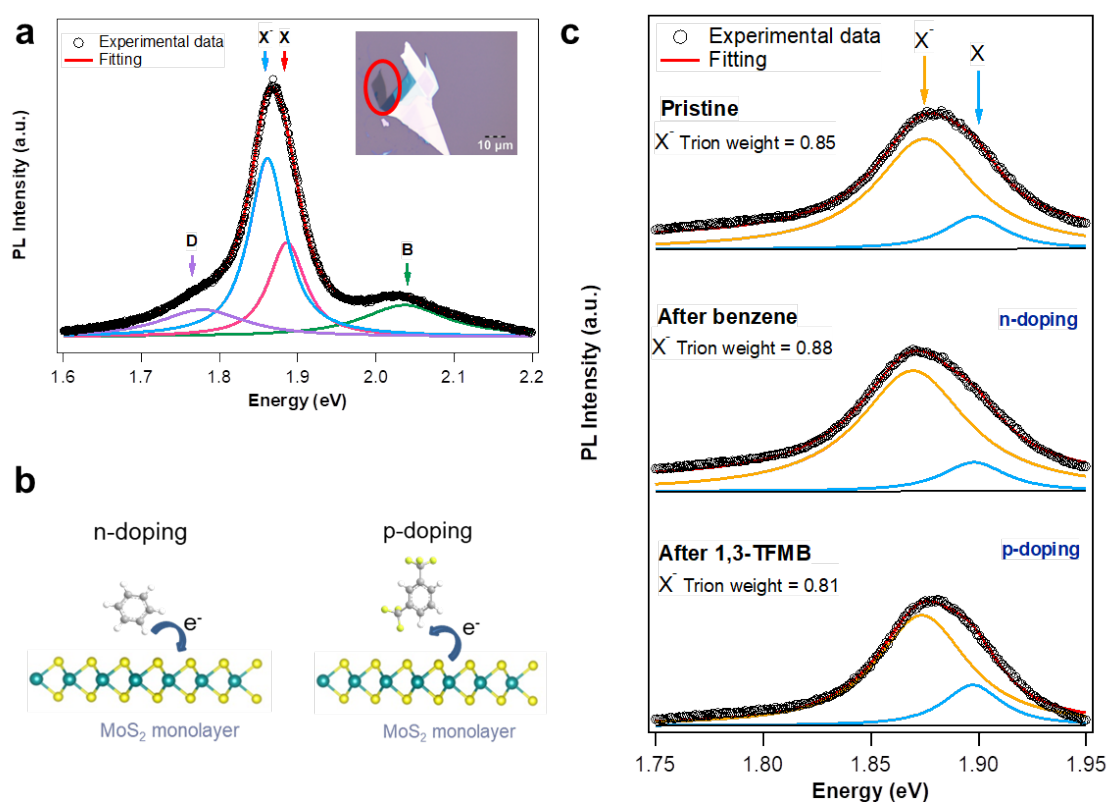 a
Experimental data
Fitting
X⁻ X
10 µm
D
B
PL Intensity (a.u.)
1.6 1.7 1.8 1.9 2.0 2.1 2.2
Energy (eV)
b
n-doping
p-doping
e⁻
e⁻
MoS₂ monolayer
MoS₂ monolayer
c
Experimental data
Fitting
X⁻
X
Pristine
X⁻ Trion weight = 0.85
After benzene
n-doping
X⁻ Trion weight = 0.88
After 1,3-TFMB
p-doping
X⁻ Trion weight = 0.81
PL Intensity (a.u.)
1.75 1.80 1.85 1.90 1.95
Energy (eV)